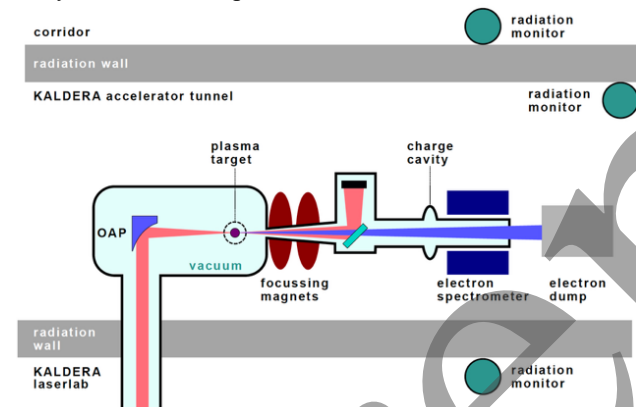 corridor
radiation
monitor
radiation wall
KALDERA accelerator tunnel
radiation
monitor
plasma
target
charge
cavity
OAP
vacuum
focussing
magnets
electron
spectrometer
electron
dump
radiation
wall
KALDERA
laserlab
radiation
monitor